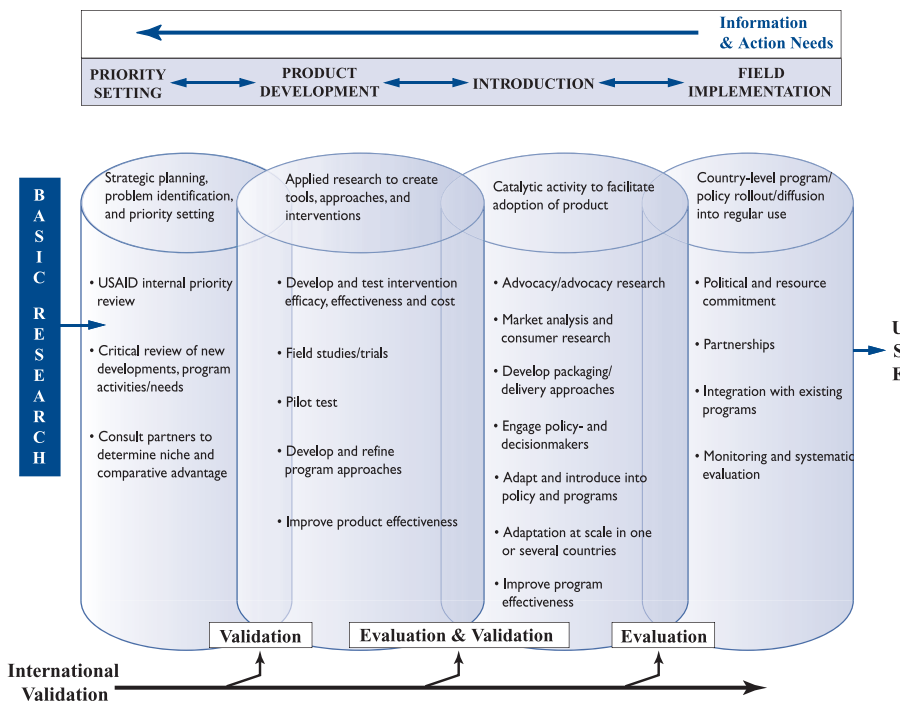 Information
& Action Needs
PRIORITY
SETTING
PRODUCT
DEVELOPMENT
INTRODUCTION
FIELD
IMPLEMENTATION
BASIC RESEARCH
Strategic planning,
problem identification,
and priority setting
• USAID internal priority
review
• Critical review of new
developments, program
activities/needs
• Consult partners to
determine niche and
comparative advantage
Applied research to create
tools, approaches, and
interventions
• Develop and test intervention
efficacy, effectiveness and cost
• Field studies/trials
• Pilot test
• Develop and refine
program approaches
• Improve product effectiveness
Catalytic activity to facilitate
adoption of product
• Advocacy/advocacy research
• Market analysis and
consumer research
• Develop packaging/
delivery approaches
• Engage policy- and
decisionmakers
• Adapt and introduce into
policy and programs
• Adaptation at scale in one
or several countries
• Improve program
effectiveness
Country-level program/
policy rollout/diffusion
into regular use
• Political and resource
commitment
• Partnerships
• Integration with existing
programs
• Monitoring and systematic
evaluation
USE
Validation
Evaluation & Validation
Evaluation
International
Validation